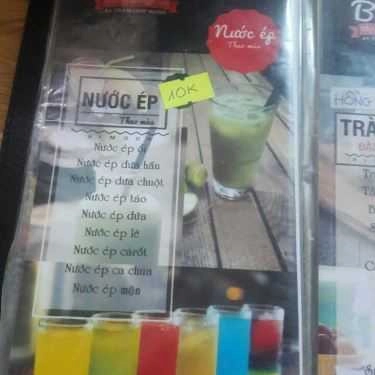 Nước ép
Theo mùa
NƯỚC ÉP
Theo mùa
10K
Nước ép ổi
Nước ép dưa hấu
Nước ép dưa chuột
Nước ép táo
Nước ép dứa
Nước ép lê
Nước ép cà rốt
Nước ép cà chua
Nước ép mận
HỒNG
TRÀ